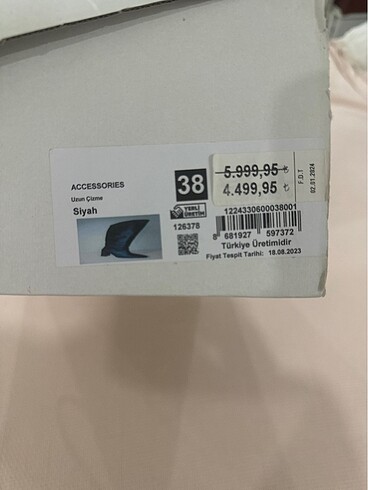 ACCESSORIES
Uzun Çizme
Siyah
38
YERLİ
ÜRETİM
126378
5.999,95 ₺
4.499,95 ₺
F.D.T
02.01.2024
1224330600038001
8 681927 597372
Türkiye Üretimidir
Fiyat Tespit Tarihi: 18.08.2023